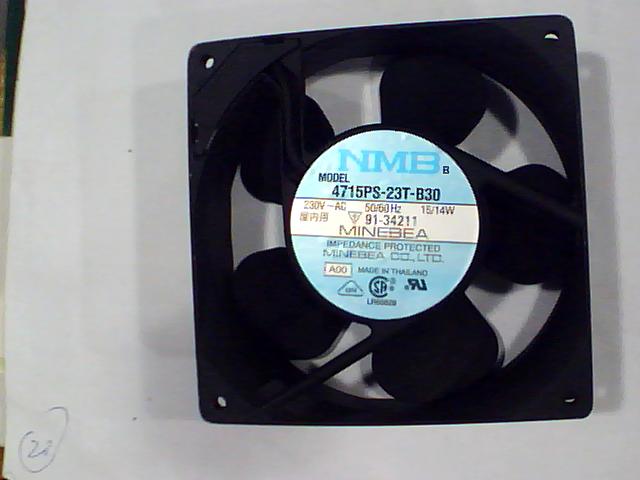 NMB B
MODEL
4715PS-23T-B30
230V~AC 50/60Hz 15/14W
屋内用 91-34211
MINEBEA
IMPEDANCE PROTECTED
MINEBEA CO., LTD.
A00 MADE IN THAILAND